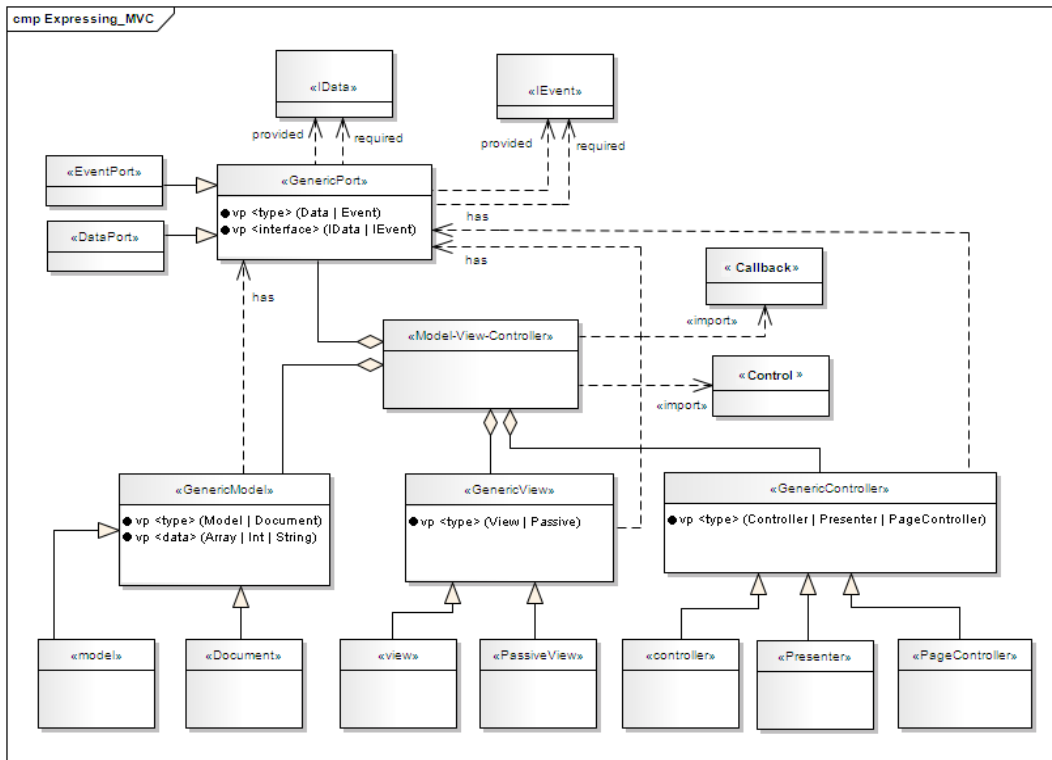 cmp Expressing_MVC
«IData»
«IEvent»
provided
required
provided
required
«EventPort»
«GenericPort»
vp <type> (Data | Event)
vp <interface> (IData | IEvent)
«DataPort»
has
has
has
« Callback»
«import»
«Model-View-Controller»
«Control »
«import»
«GenericModel»
vp <type> (Model | Document)
vp <data> (Array | Int | String)
«GenericView»
vp <type> (View | Passive)
«GenericController»
vp <type> (Controller | Presenter | PageController)
«model»
«Document»
«view»
«PassiveView»
«controller»
«Presenter»
«PageController»